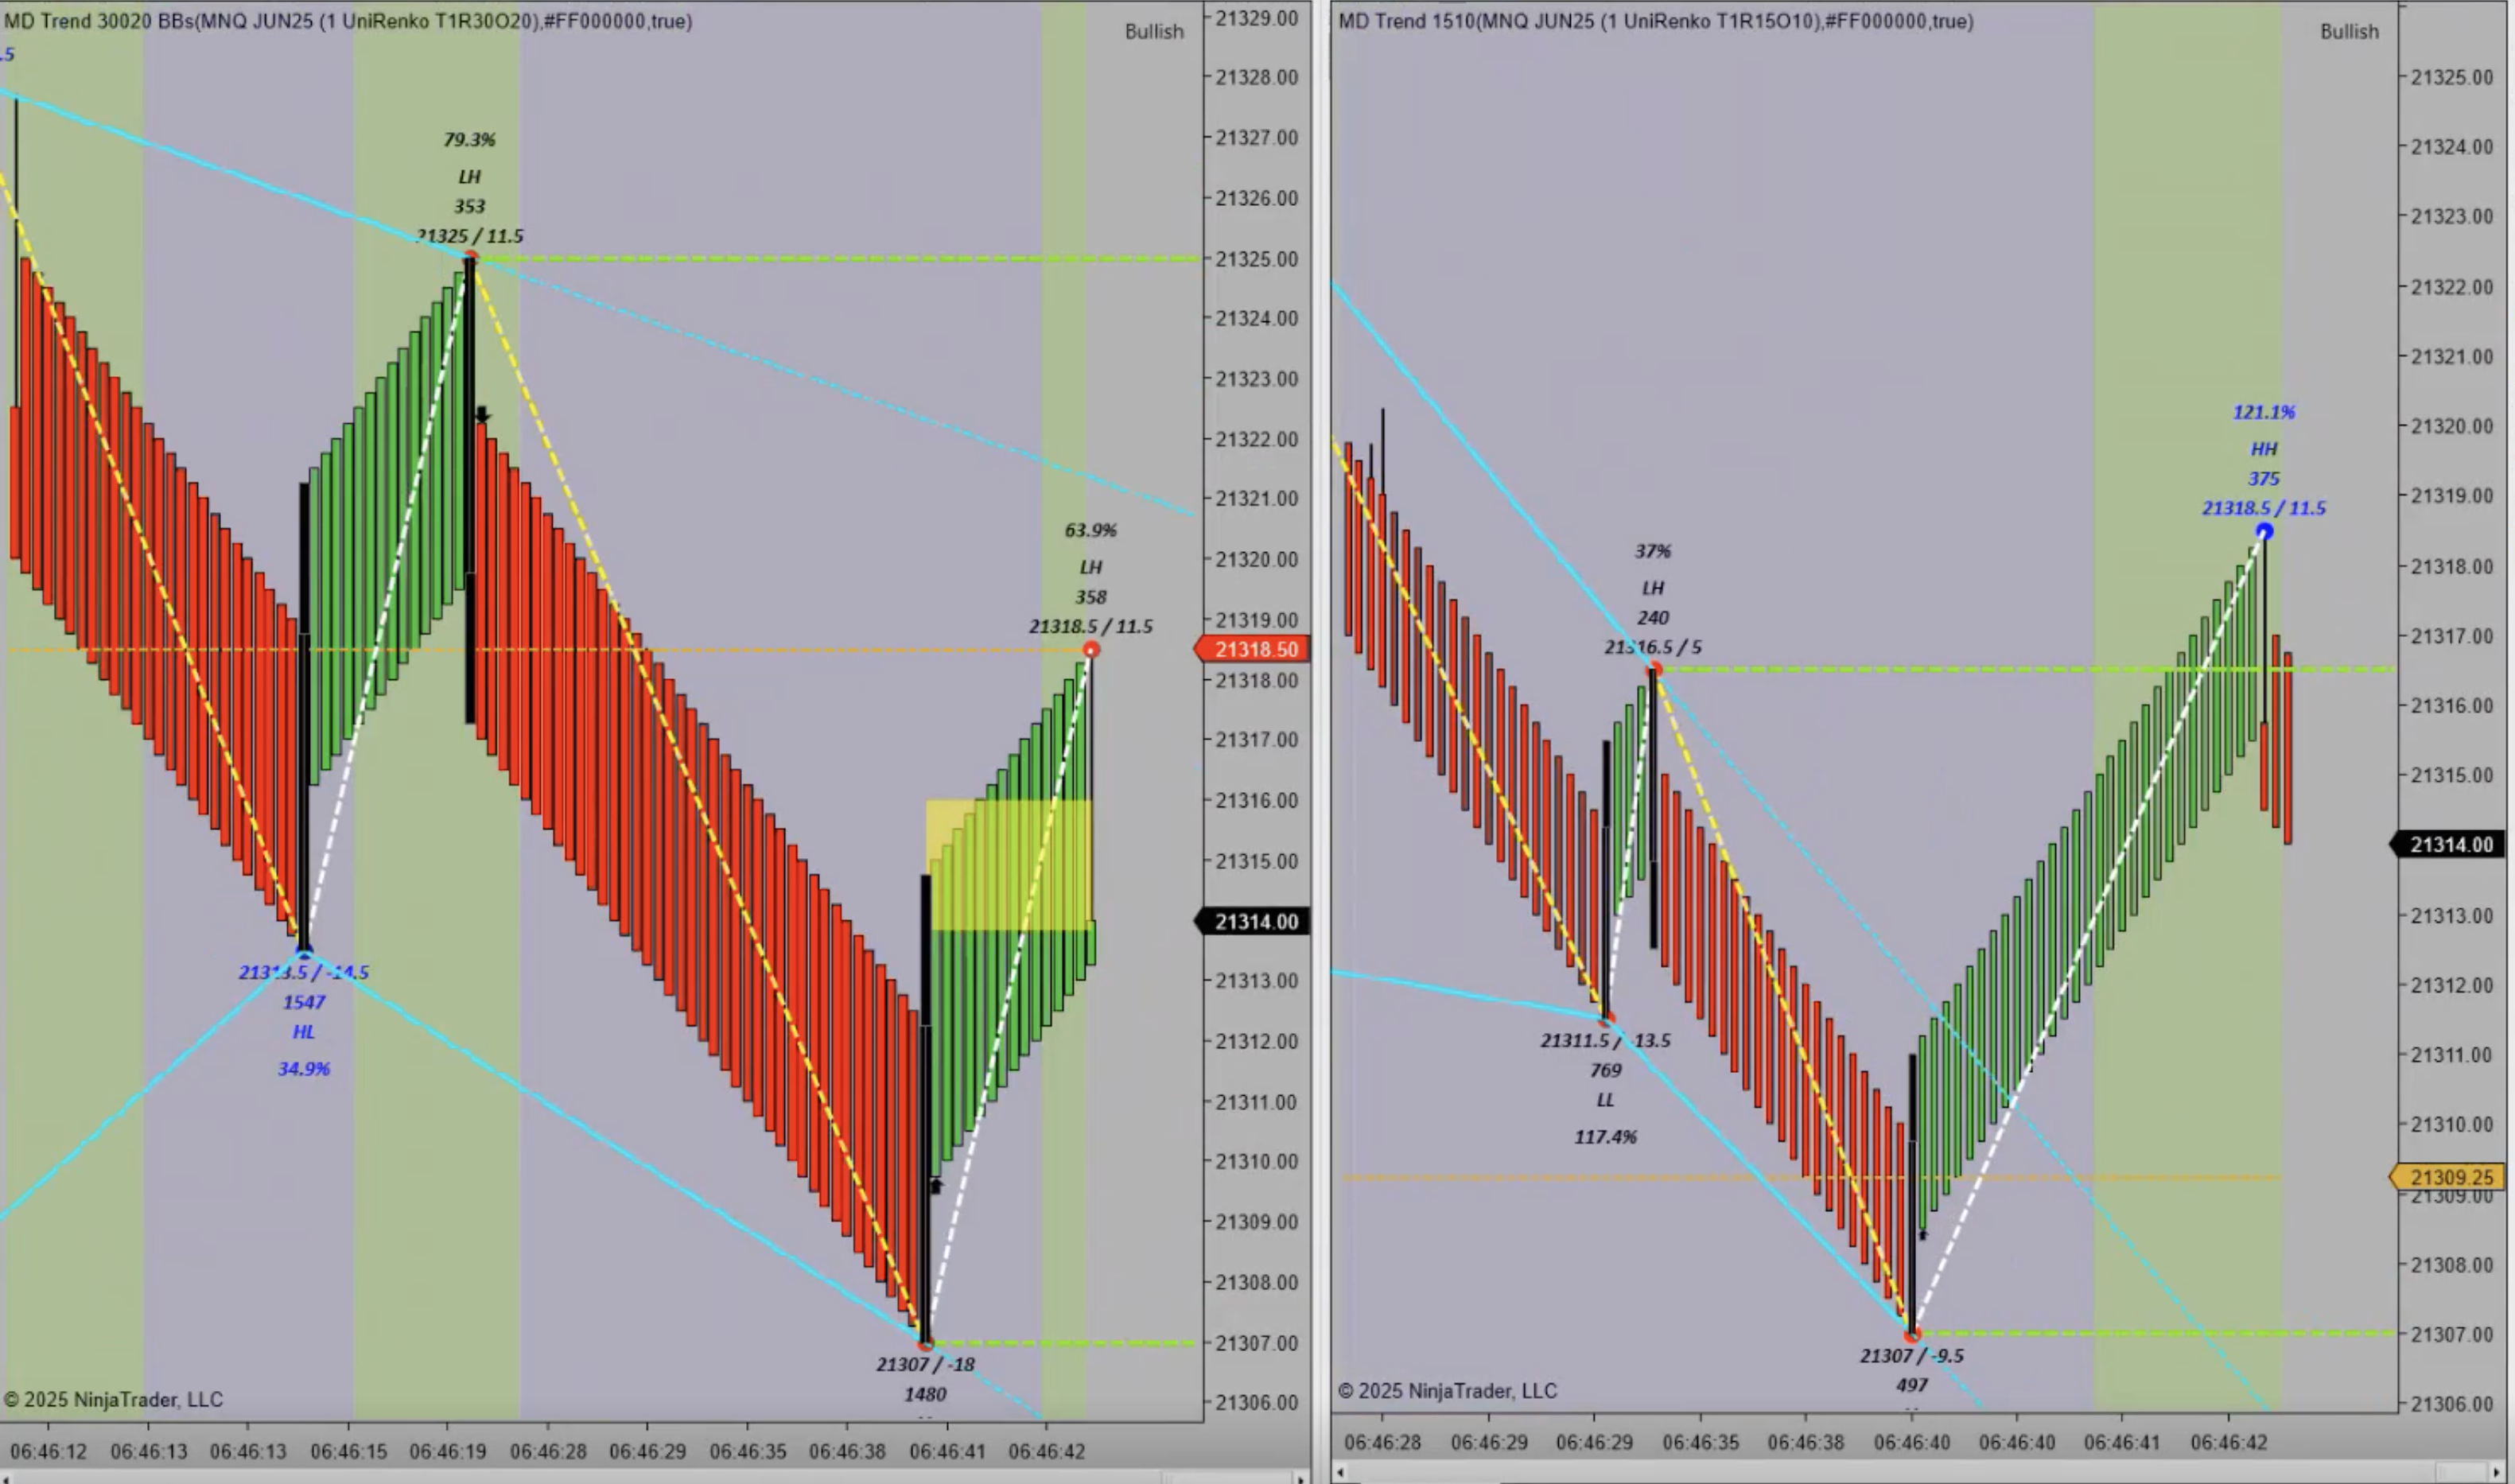 MD Trend 30020 BBs(MNQ JUN25 (1 UniRenko T1R30O20),#FF000000,true)
Bullish
.5
79.3%
LH
353
21325 / 11.5
63.9%
LH
358
21318.5 / 11.5
21313.5 / -14.5
1547
HL
34.9%
21307 / -18
1480
© 2025 NinjaTrader, LLC
21329.00
21328.00
21327.00
21326.00
21325.00
21324.00
21323.00
21322.00
21321.00
21320.00
21319.00
21318.50
21318.00
21317.00
21316.00
21315.00
21314.00
21313.00
21312.00
21311.00
21310.00
21309.00
21308.00
21307.00
21306.00
06:46:12 06:46:13 06:46:13 06:46:15 06:46:19 06:46:28 06:46:29 06:46:35 06:46:38 06:46:41 06:46:42
MD Trend 1510(MNQ JUN25 (1 UniRenko T1R15O10),#FF000000,true)
Bullish
121.1%
HH
375
21318.5 / 11.5
37%
LH
240
21316.5 / 5
21311.5 / -13.5
769
LL
117.4%
21307 / -9.5
497
© 2025 NinjaTrader, LLC
21325.00
21324.00
21323.00
21322.00
21321.00
21320.00
21319.00
21318.00
21317.00
21316.00
21315.00
21314.00
21313.00
21312.00
21311.00
21310.00
21309.25
21309.00
21308.00
21307.00
21306.00
06:46:28 06:46:29 06:46:29 06:46:35 06:46:38 06:46:40 06:46:40 06:46:41 06:46:42